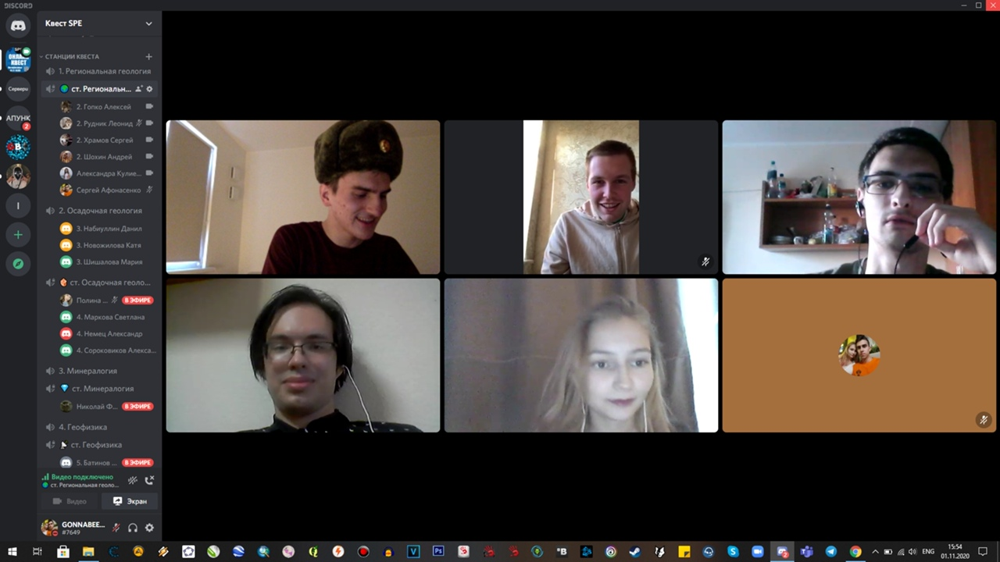 DISCORD
Квест SPE
ОНЛАЙН
КВЕСТ
Серверы
АПУНК
2
B
I
СТАНЦИИ КВЕСТА
1. Региональная геология
ст. Региональн...
2. Гопко Алексей
2. Рудник Леонид
2. Храмов Сергей
2. Шохин Андрей
Александра Кулие...
Сергей Афонасенко
2. Осадочная геология
3. Набиуллин Данил
3. Новожилова Катя
3. Шишалова Мария
ст. Осадочная геоло...
Полина ... В ЭФИРЕ
4. Маркова Светлана
4. Немец Александр
4. Сороковиков Алекса...
3. Минералогия
ст. Минералогия
Николай Ф... В ЭФИРЕ
4. Геофизика
ст. Геофизика
5. Батинов ... В ЭФИРЕ
Видео подключено
ст. Региональная геоло...
Видео
Экран
GONNABEE...
#7649
ENG
15:54
01.11.2020